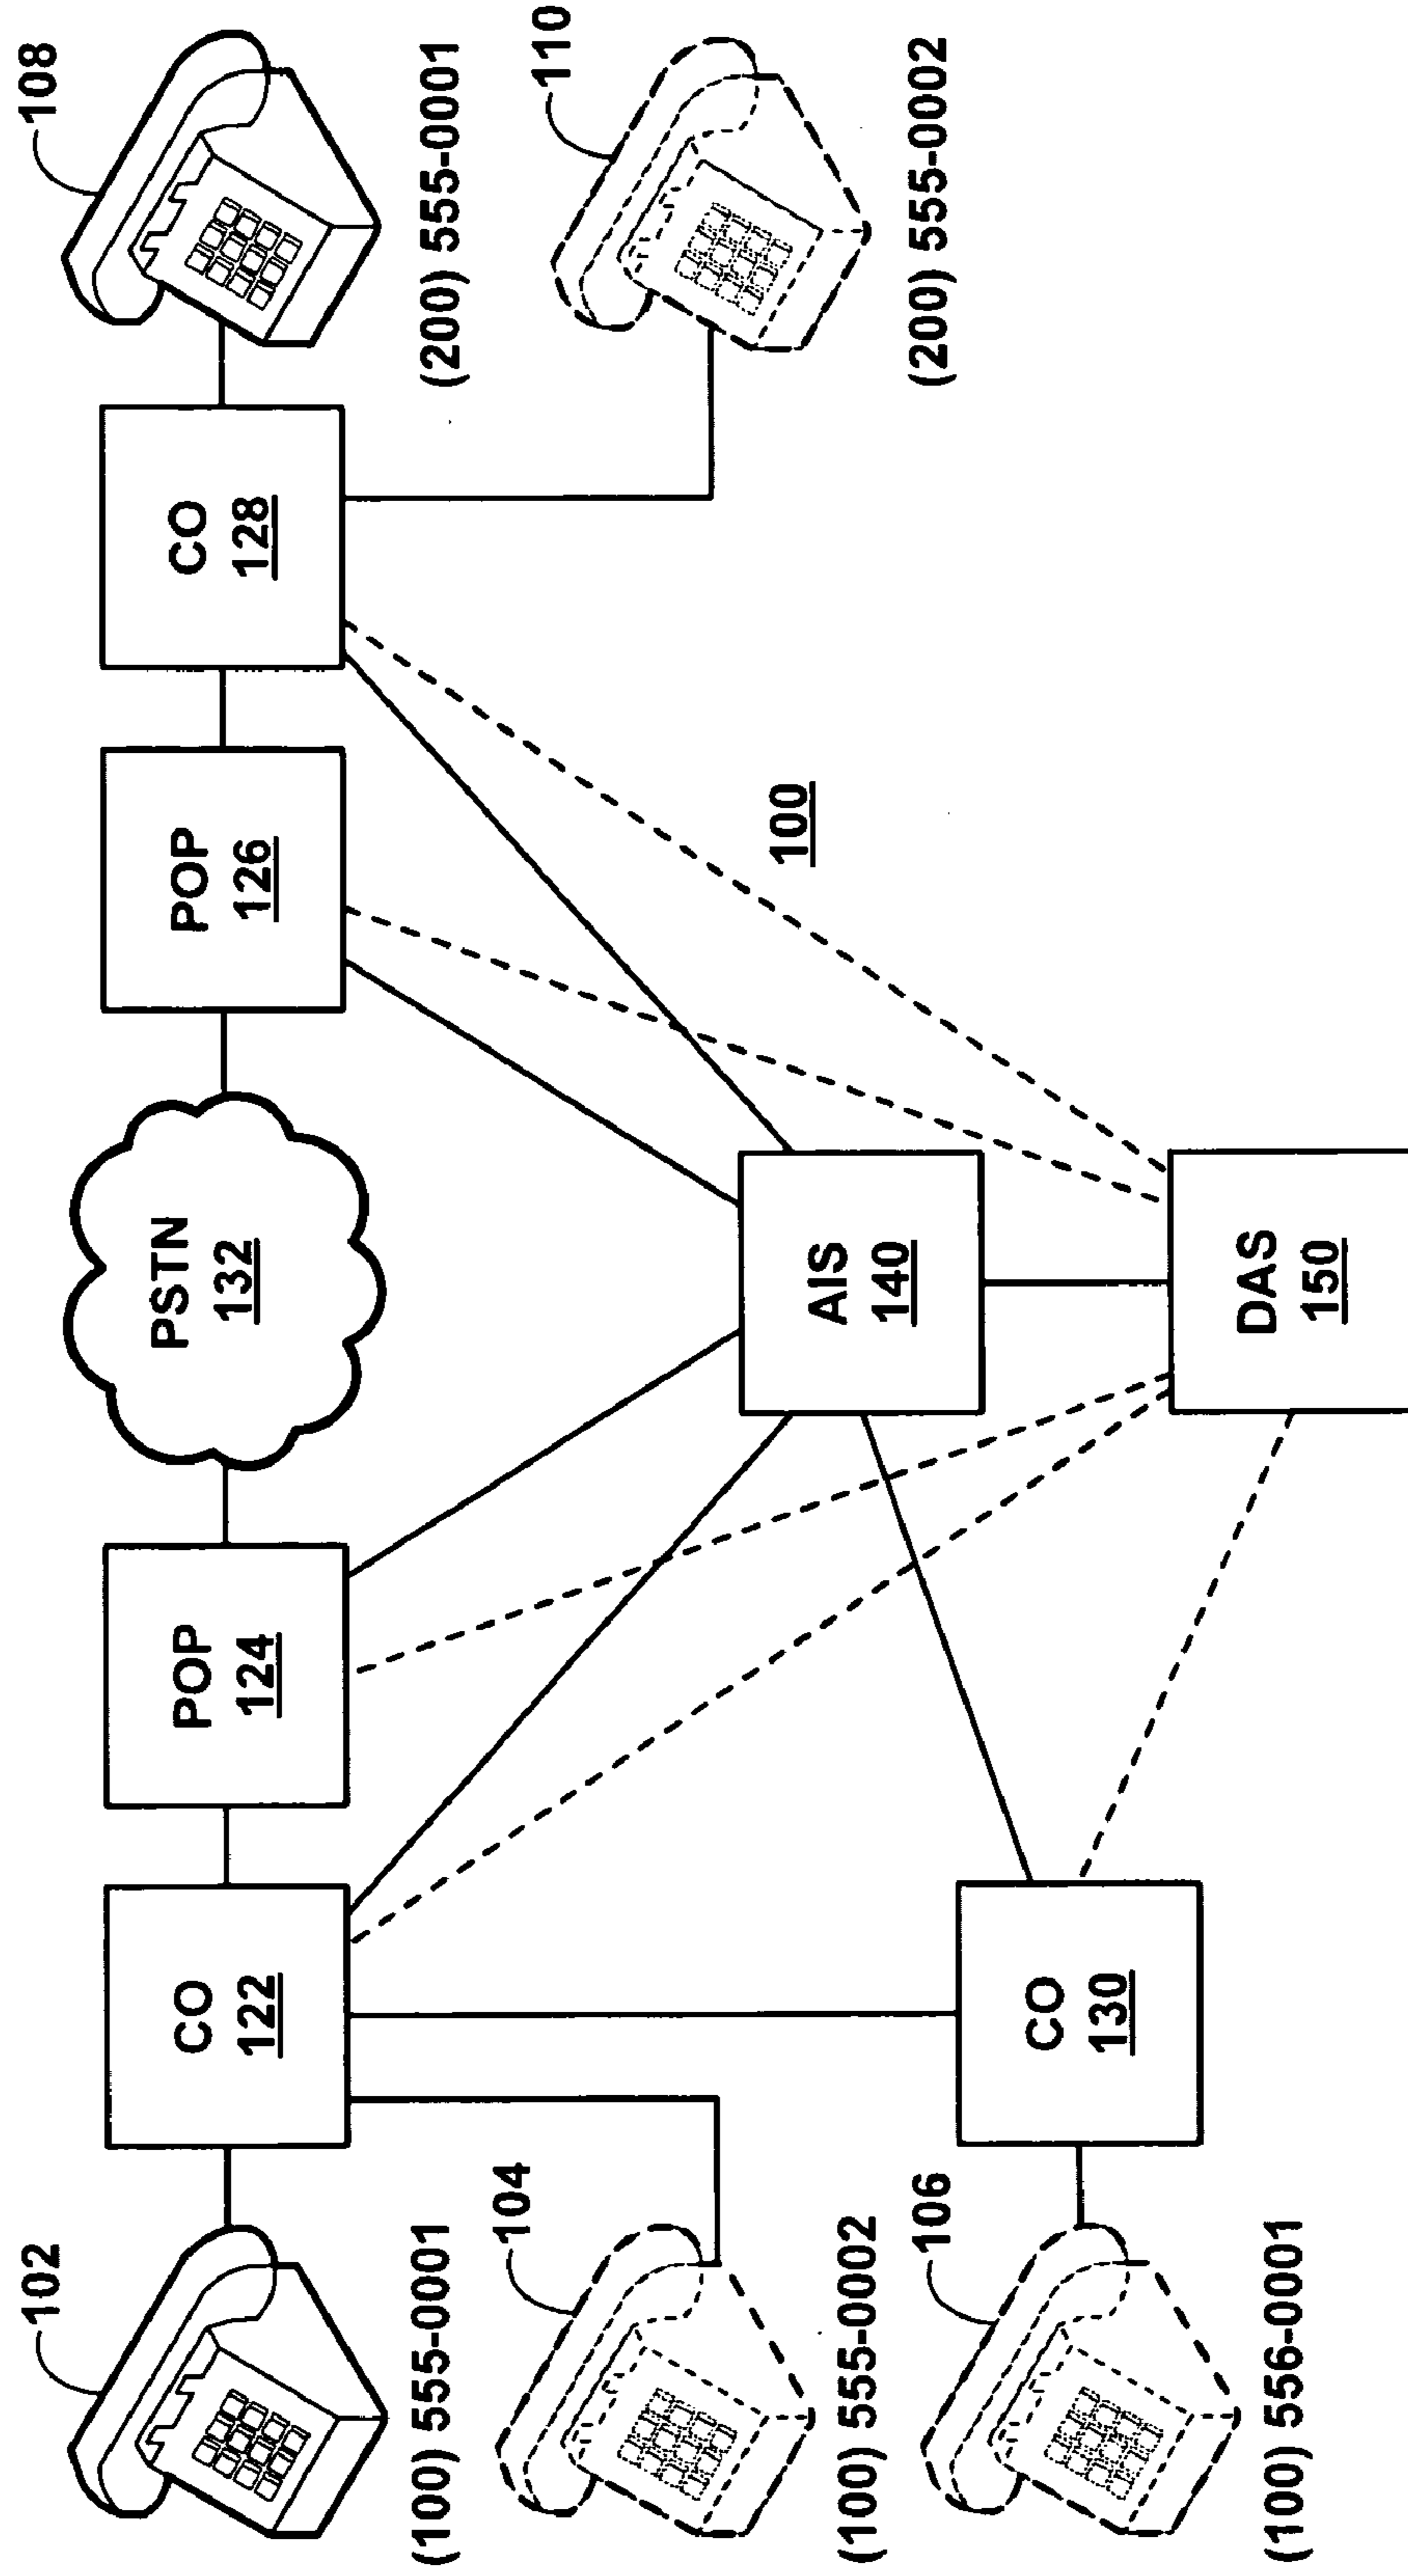 102
(100) 555-0001
104
(100) 555-0002
106
(100) 556-0001
CO
122
CO
130
POP
124
PSTN
132
AIS
140
DAS
150
POP
126
100
CO
128
108
(200) 555-0001
110
(200) 555-0002